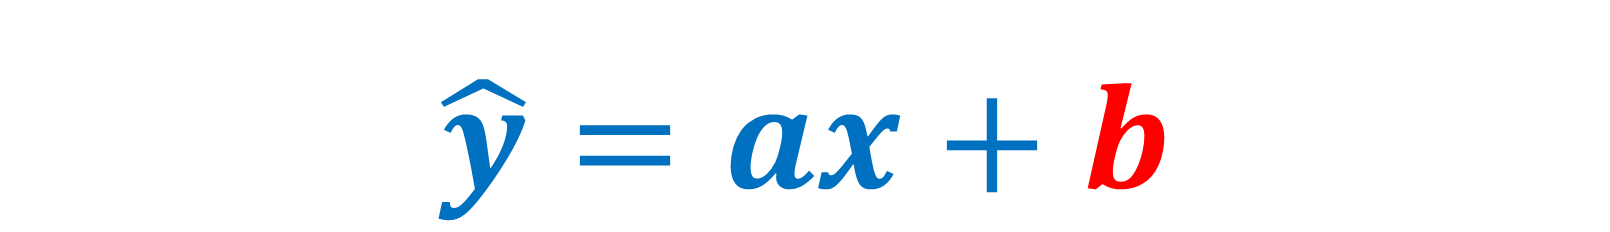 ŷ = ax + b